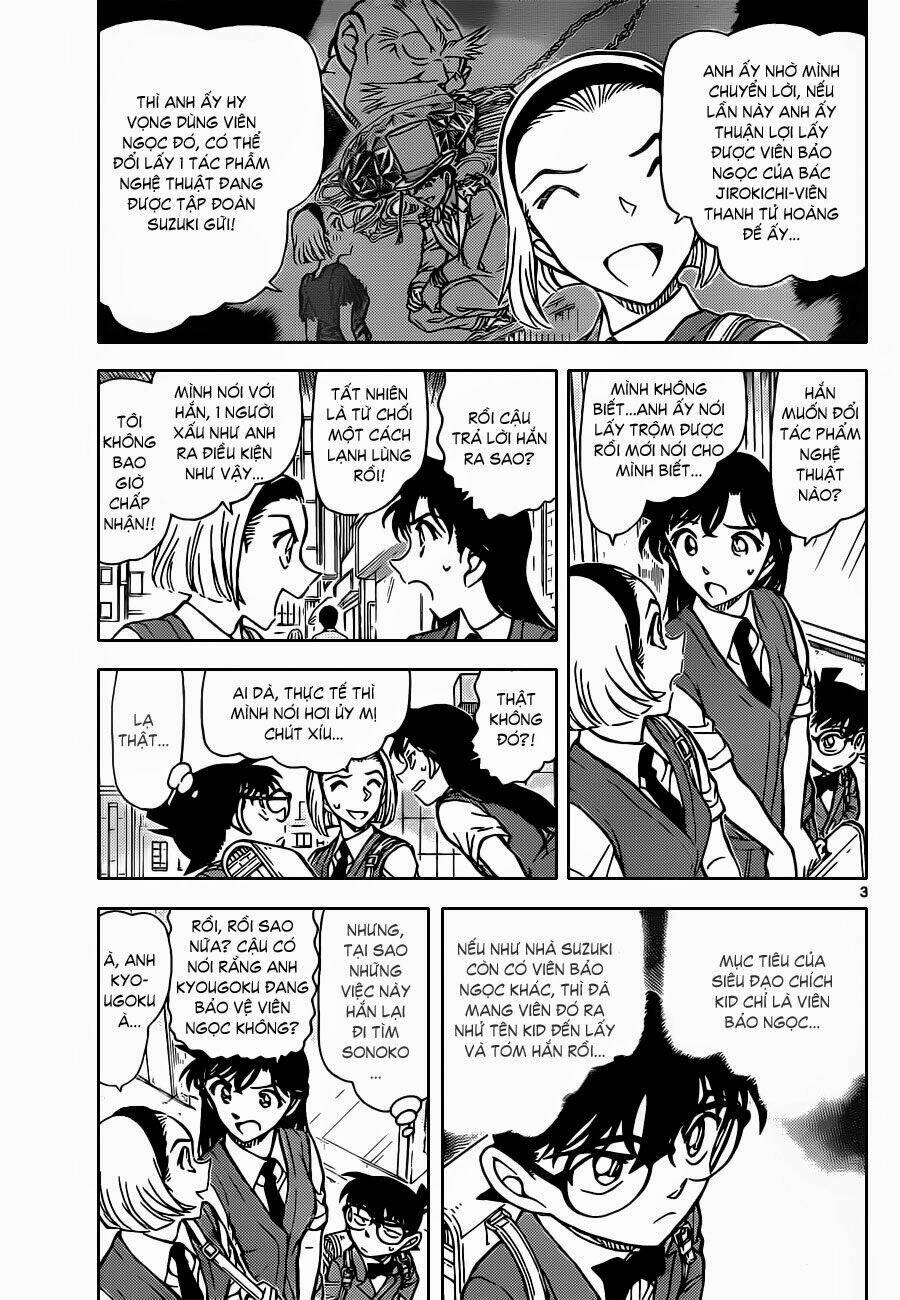 ANH ẤY NHỜ MÌNH
CHUYỂN LỜI, NẾU
LẦN NÀY ANH ẤY
THUẬN LỢI LẤY
ĐƯỢC VIÊN BẢO
NGỌC CỦA BÁC
JIROKICHI-VIÊN
THANH TỬ HOÀNG
ĐẾ ẤY...
THÌ ANH ẤY HY
VỌNG DÙNG VIÊN
NGỌC ĐÓ, CÓ THỂ
ĐỔI LẤY 1 TÁC PHẨM
NGHỆ THUẬT ĐANG
ĐƯỢC TẬP ĐOÀN
SUZUKI GỬI!
HẮN
MUỐN ĐỔI
TÁC PHẨM
NGHỆ
THUẬT
NÀO?
MÌNH KHÔNG
BIẾT...ANH ẤY NÓI
LẤY TRỘM ĐƯỢC
RỒI MỚI NÓI CHO
MÌNH BIẾT...
RỒI CẬU
TRẢ LỜI HẮN
RA SAO?
TẤT NHIÊN
LÀ TỪ CHỐI
MỘT CÁCH
LẠNH LÙNG
RỒI!
MÌNH NÓI VỚI
HẮN, 1 NGƯỜI
XẤU NHƯ ANH
RA ĐIỀU KIỆN
NHƯ VẬY...
TÔI
KHÔNG
BAO
GIỜ
CHẤP
NHẬN!!
THẬT
KHÔNG
ĐÓ?!
AI DÀ, THỰC TẾ THÌ
MÌNH NÓI HƠI ỦY MỊ
CHÚT XÍU...
LẠ
THẬT...
3
MỤC TIÊU CỦA
SIÊU ĐẠO CHÍCH
KID CHỈ LÀ VIÊN
BẢO NGỌC...
NẾU NHƯ NHÀ SUZUKI
CÒN CÓ VIÊN BẢO
NGỌC KHÁC, THÌ ĐÃ
MANG VIÊN ĐÓ RA
NHỬ TÊN KID ĐẾN LẤY
VÀ TÓM HẮN RỒI...
NHƯNG,
TẠI SAO
NHỮNG
VIỆC NÀY
HẮN LẠI
ĐI TÌM
SONOKO
...
RỒI, RỒI SAO
NỮA? CẬU CÓ
NÓI RẰNG ANH
KYOUGOKU ĐANG
BẢO VỆ VIÊN
NGỌC KHÔNG?
À, ANH
KYO-
UGOKU
À...